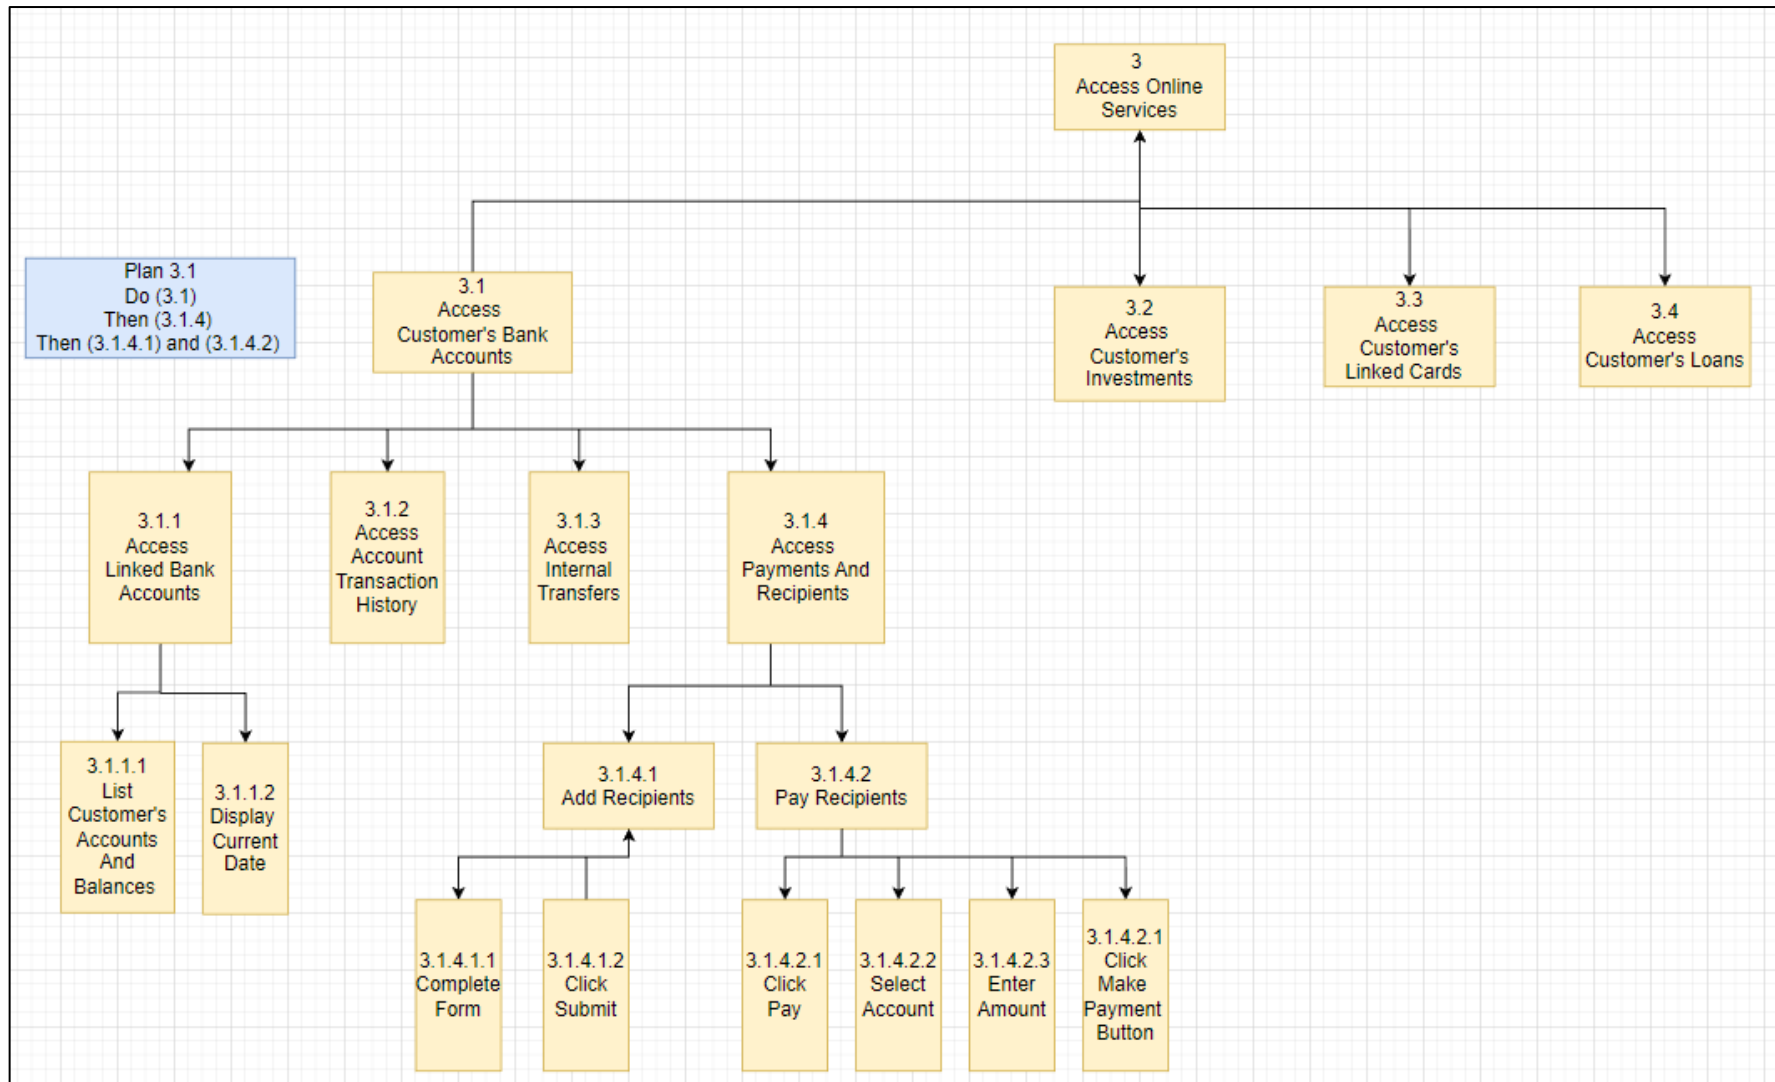 3
Access Online
Services
Plan 3.1
Do (3.1)
Then (3.1.4)
Then (3.1.4.1) and (3.1.4.2)
3.1
Access
Customer's Bank
Accounts
3.2
Access
Customer's
Investments
3.3
Access
Customer's
Linked Cards
3.4
Access
Customer's Loans
3.1.1
Access
Linked Bank
Accounts
3.1.2
Access
Account
Transaction
History
3.1.3
Access
Internal
Transfers
3.1.4
Access
Payments And
Recipients
3.1.1.1
List
Customer's
Accounts
And
Balances
3.1.1.2
Display
Current
Date
3.1.4.1
Add Recipients
3.1.4.2
Pay Recipients
3.1.4.1.1
Complete
Form
3.1.4.1.2
Click
Submit
3.1.4.2.1
Click
Pay
3.1.4.2.2
Select
Account
3.1.4.2.3
Enter
Amount
3.1.4.2.1
Click
Make
Payment
Button